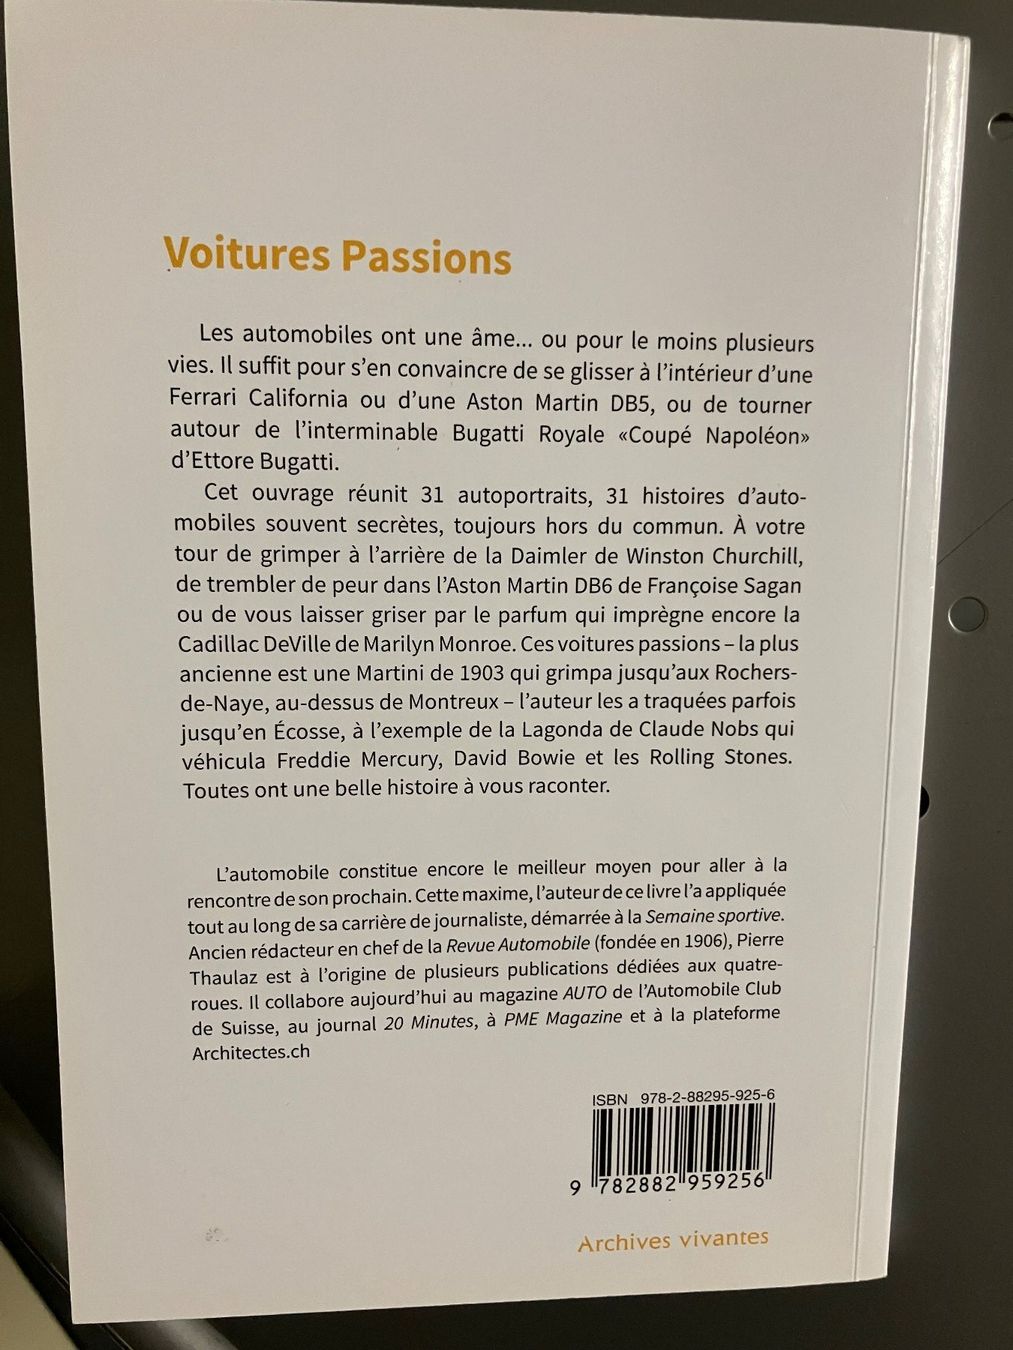 Voitures Passions
Les automobiles ont une âme... ou pour le moins plusieurs
vies. Il suffit pour s'en convaincre de se glisser à l'intérieur d'une
Ferrari California ou d'une Aston Martin DB5, ou de tourner
autour de l'interminable Bugatti Royale «Coupé Napoléon»
d'Ettore Bugatti.
Cet ouvrage réunit 31 autoportraits, 31 histoires d'auto-
mobiles souvent secrètes, toujours hors du commun. À votre
tour de grimper à l'arrière de la Daimler de Winston Churchill,
de trembler de peur dans l'Aston Martin DB6 de Françoise Sagan
ou de vous laisser griser par le parfum qui imprègne encore la
Cadillac DeVille de Marilyn Monroe. Ces voitures passions – la plus
ancienne est une Martini de 1903 qui grimpa jusqu'aux Rochers-
de-Naye, au-dessus de Montreux – l'auteur les a traquées parfois
jusqu'en Écosse, à l'exemple de la Lagonda de Claude Nobs qui
véhicula Freddie Mercury, David Bowie et les Rolling Stones.
Toutes ont une belle histoire à vous raconter.
L'automobile constitue encore le meilleur moyen pour aller à la
rencontre de son prochain. Cette maxime, l'auteur de ce livre l'a appliquée
tout au long de sa carrière de journaliste, démarrée à la Semaine sportive.
Ancien rédacteur en chef de la Revue Automobile (fondée en 1906), Pierre
Thaulaz est à l'origine de plusieurs publications dédiées aux quatre-
roues. Il collabore aujourd'hui au magazine AUTO de l'Automobile Club
de Suisse, au journal 20 Minutes, à PME Magazine et à la plateforme
Architectes.ch
ISBN 978-2-88295-925-6
9 782882 959256
Archives vivantes